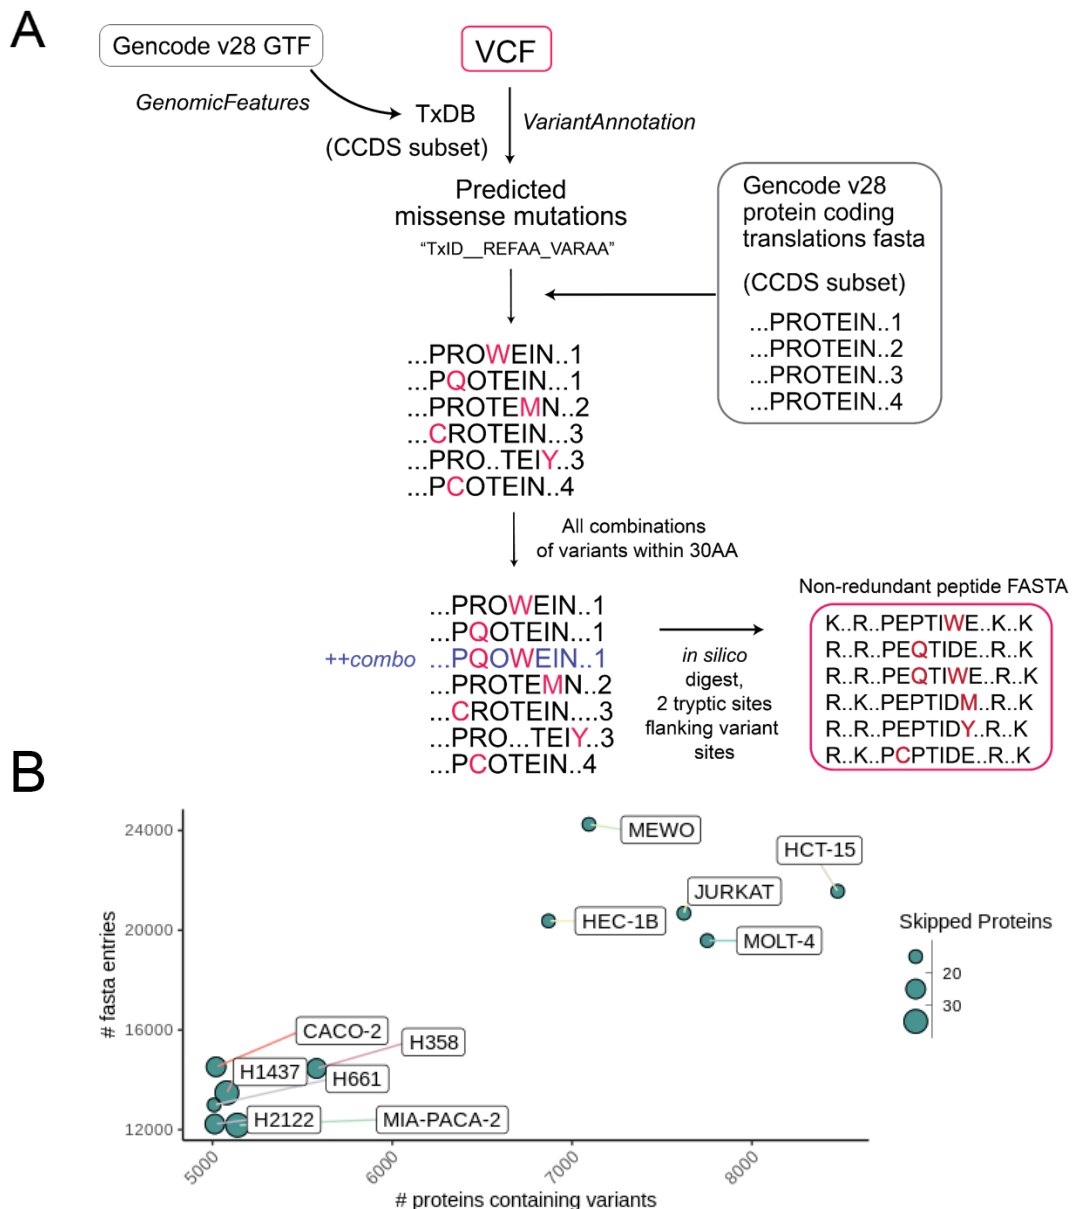 A
Gencode v28 GTF
VCF
GenomicFeatures
TxDB
(CCDS subset)
VariantAnnotation
Predicted
missense mutations
“TxID__REFAA_VARAA”
Gencode v28
protein coding
translations fasta
(CCDS subset)
...PROTEIN..1
...PROTEIN..2
...PROTEIN..3
...PROTEIN..4
...PROWEIN..1
...PQOTEIN...1
...PROTEMN..2
...CROTEIN...3
...PRO..TEIY..3
...PCOTEIN..4
All combinations
of variants within 30AA
...PROWEIN..1
...PQOTEIN...1
++combo ...PQOWEIN..1
...PROTEMN..2
...CROTEIN....3
...PRO...TEIY..3
...PCOTEIN..4
in silico
digest,
2 tryptic sites
flanking variant
sites
Non-redundant peptide FASTA
K..R..PEPTIWE..K..K
R..K..PEQTIDE..R..K
R..R..PEQTIWE..R..K
R..K..PEPTIDM..R..K
R..R..PEPTIDY..R..K
R..K..PCPTIDE..R..K
B
# fasta entries
24000
20000
16000
12000
MEWO
HCT-15
JURKAT
HEC-1B
MOLT-4
CACO-2
H358
H1437
H661
H2122
MIA-PACA-2
Skipped Proteins
20
30
5000
6000
7000
8000
# proteins containing variants